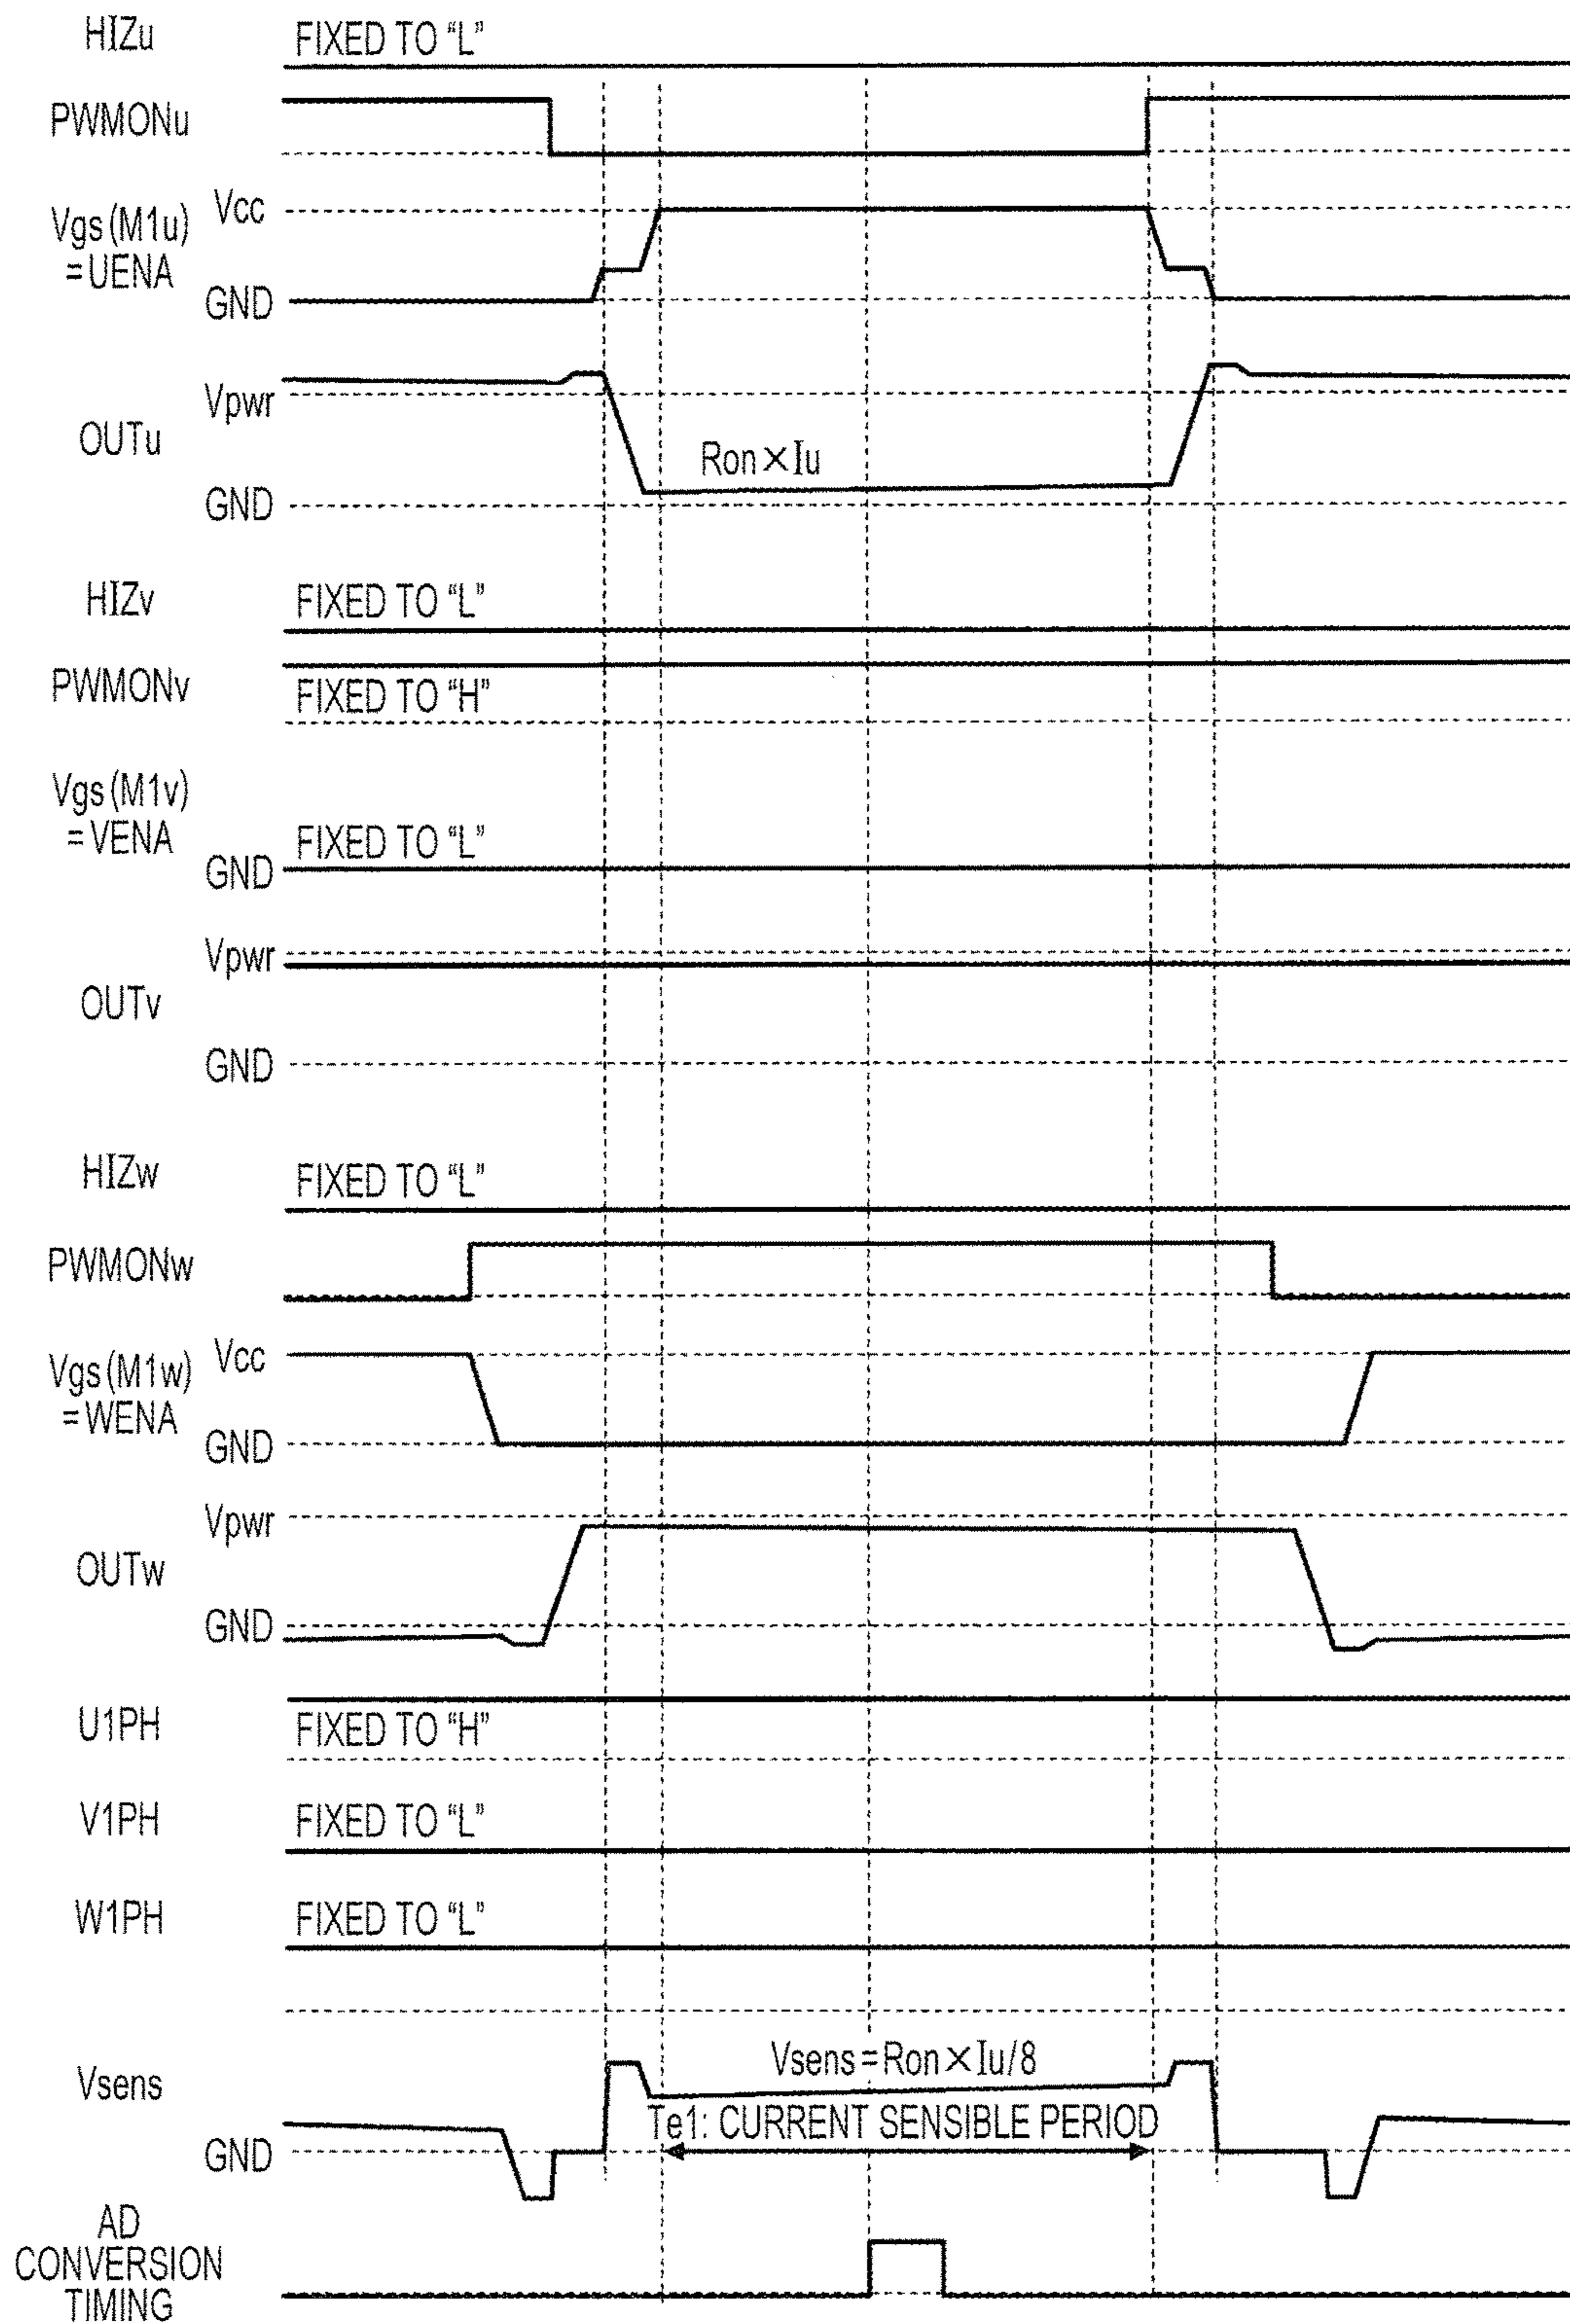 HIZu
FIXED TO “L”
PWMONu
Vgs(M1u)
=UENA
Vcc
GND
OUTu
Vpwr
Ron×Iu
GND
HIZv
FIXED TO “L”
PWMONv
FIXED TO “H”
Vgs(M1v)
=VENA
FIXED TO “L”
GND
Vpwr
OUTv
GND
HIZw
FIXED TO “L”
PWMONw
Vgs(M1w)
=WENA
Vcc
GND
Vpwr
OUTw
GND
U1PH
FIXED TO “H”
V1PH
FIXED TO “L”
W1PH
FIXED TO “L”
Vsens
Vsens=Ron×Iu/8
Te1: CURRENT SENSIBLE PERIOD
GND
AD
CONVERSION
TIMING